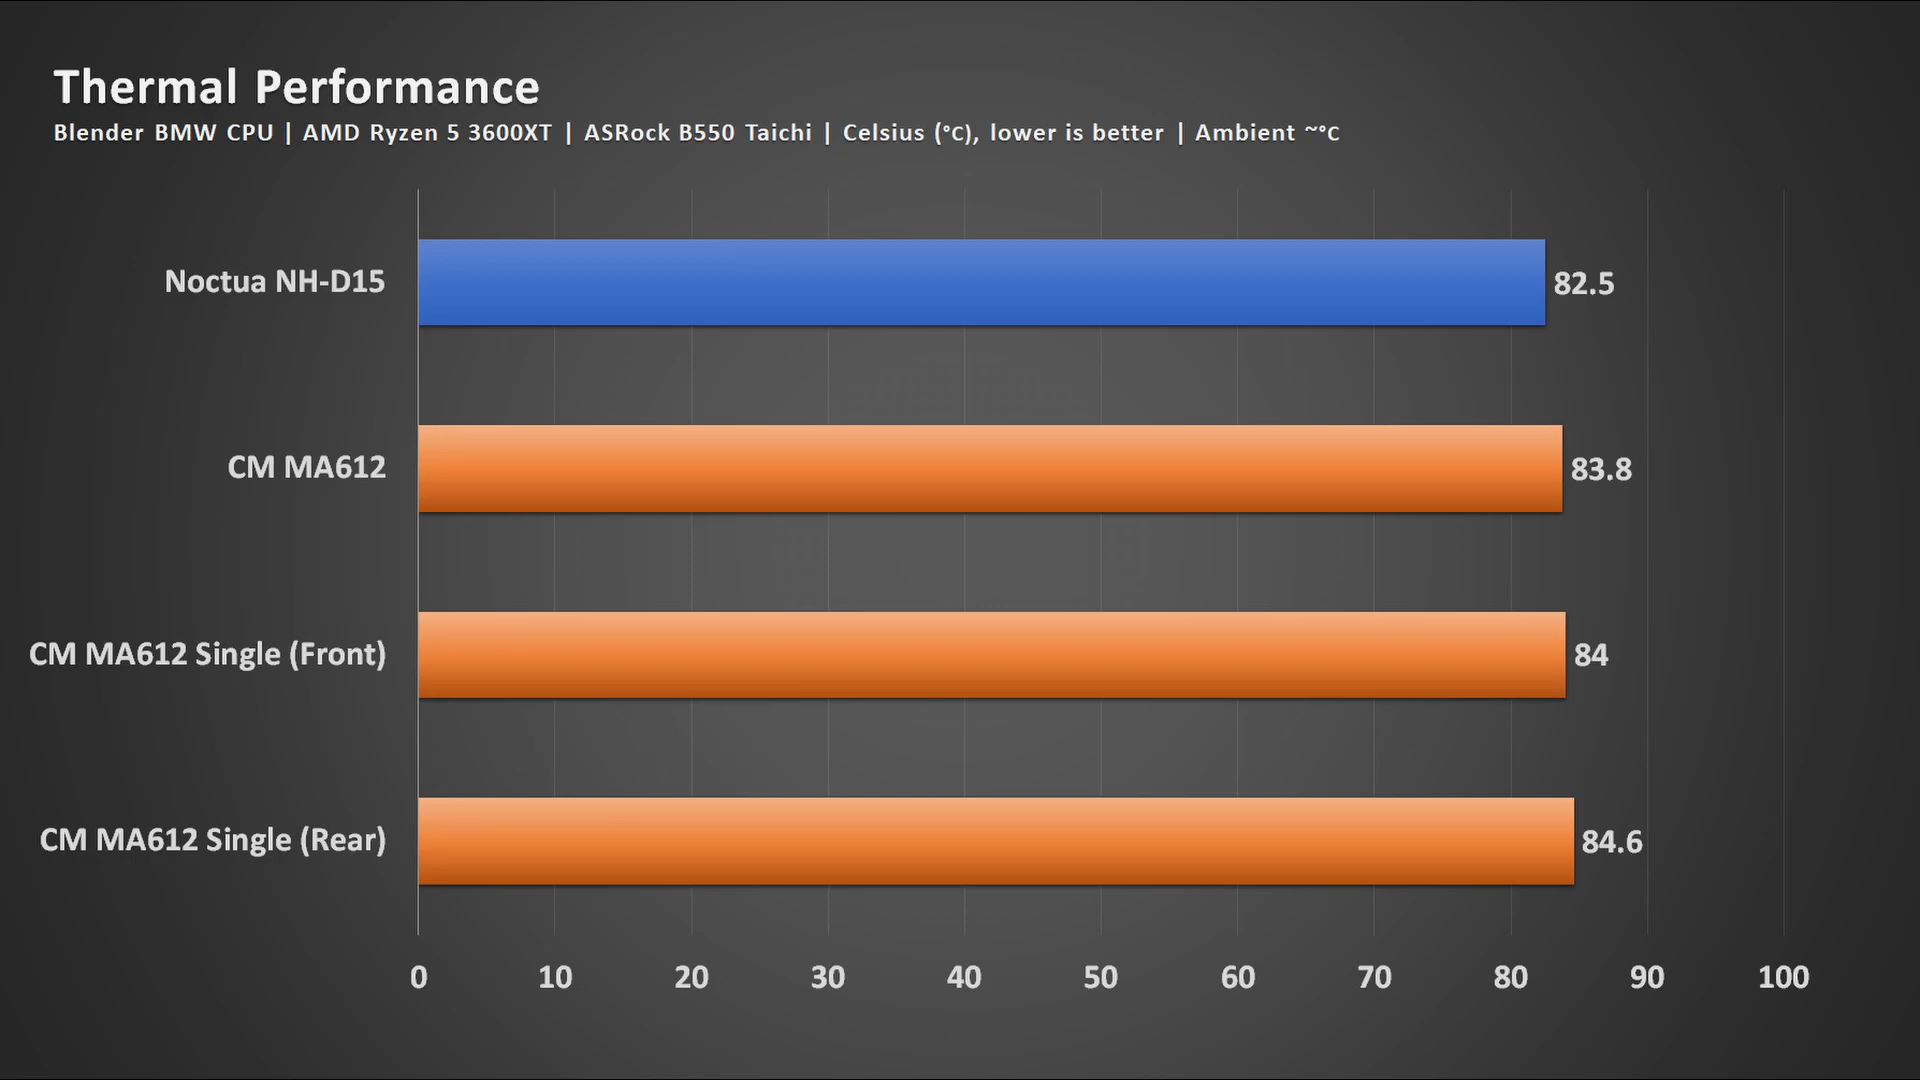 Thermal Performance
Blender BMW CPU | AMD Ryzen 5 3600XT | ASRock B550 Taichi | Celsius (°C), lower is better | Ambient ~°C
Noctua NH-D15
82.5
CM MA612
83.8
CM MA612 Single (Front)
84
CM MA612 Single (Rear)
84.6
0 10 20 30 40 50 60 70 80 90 100